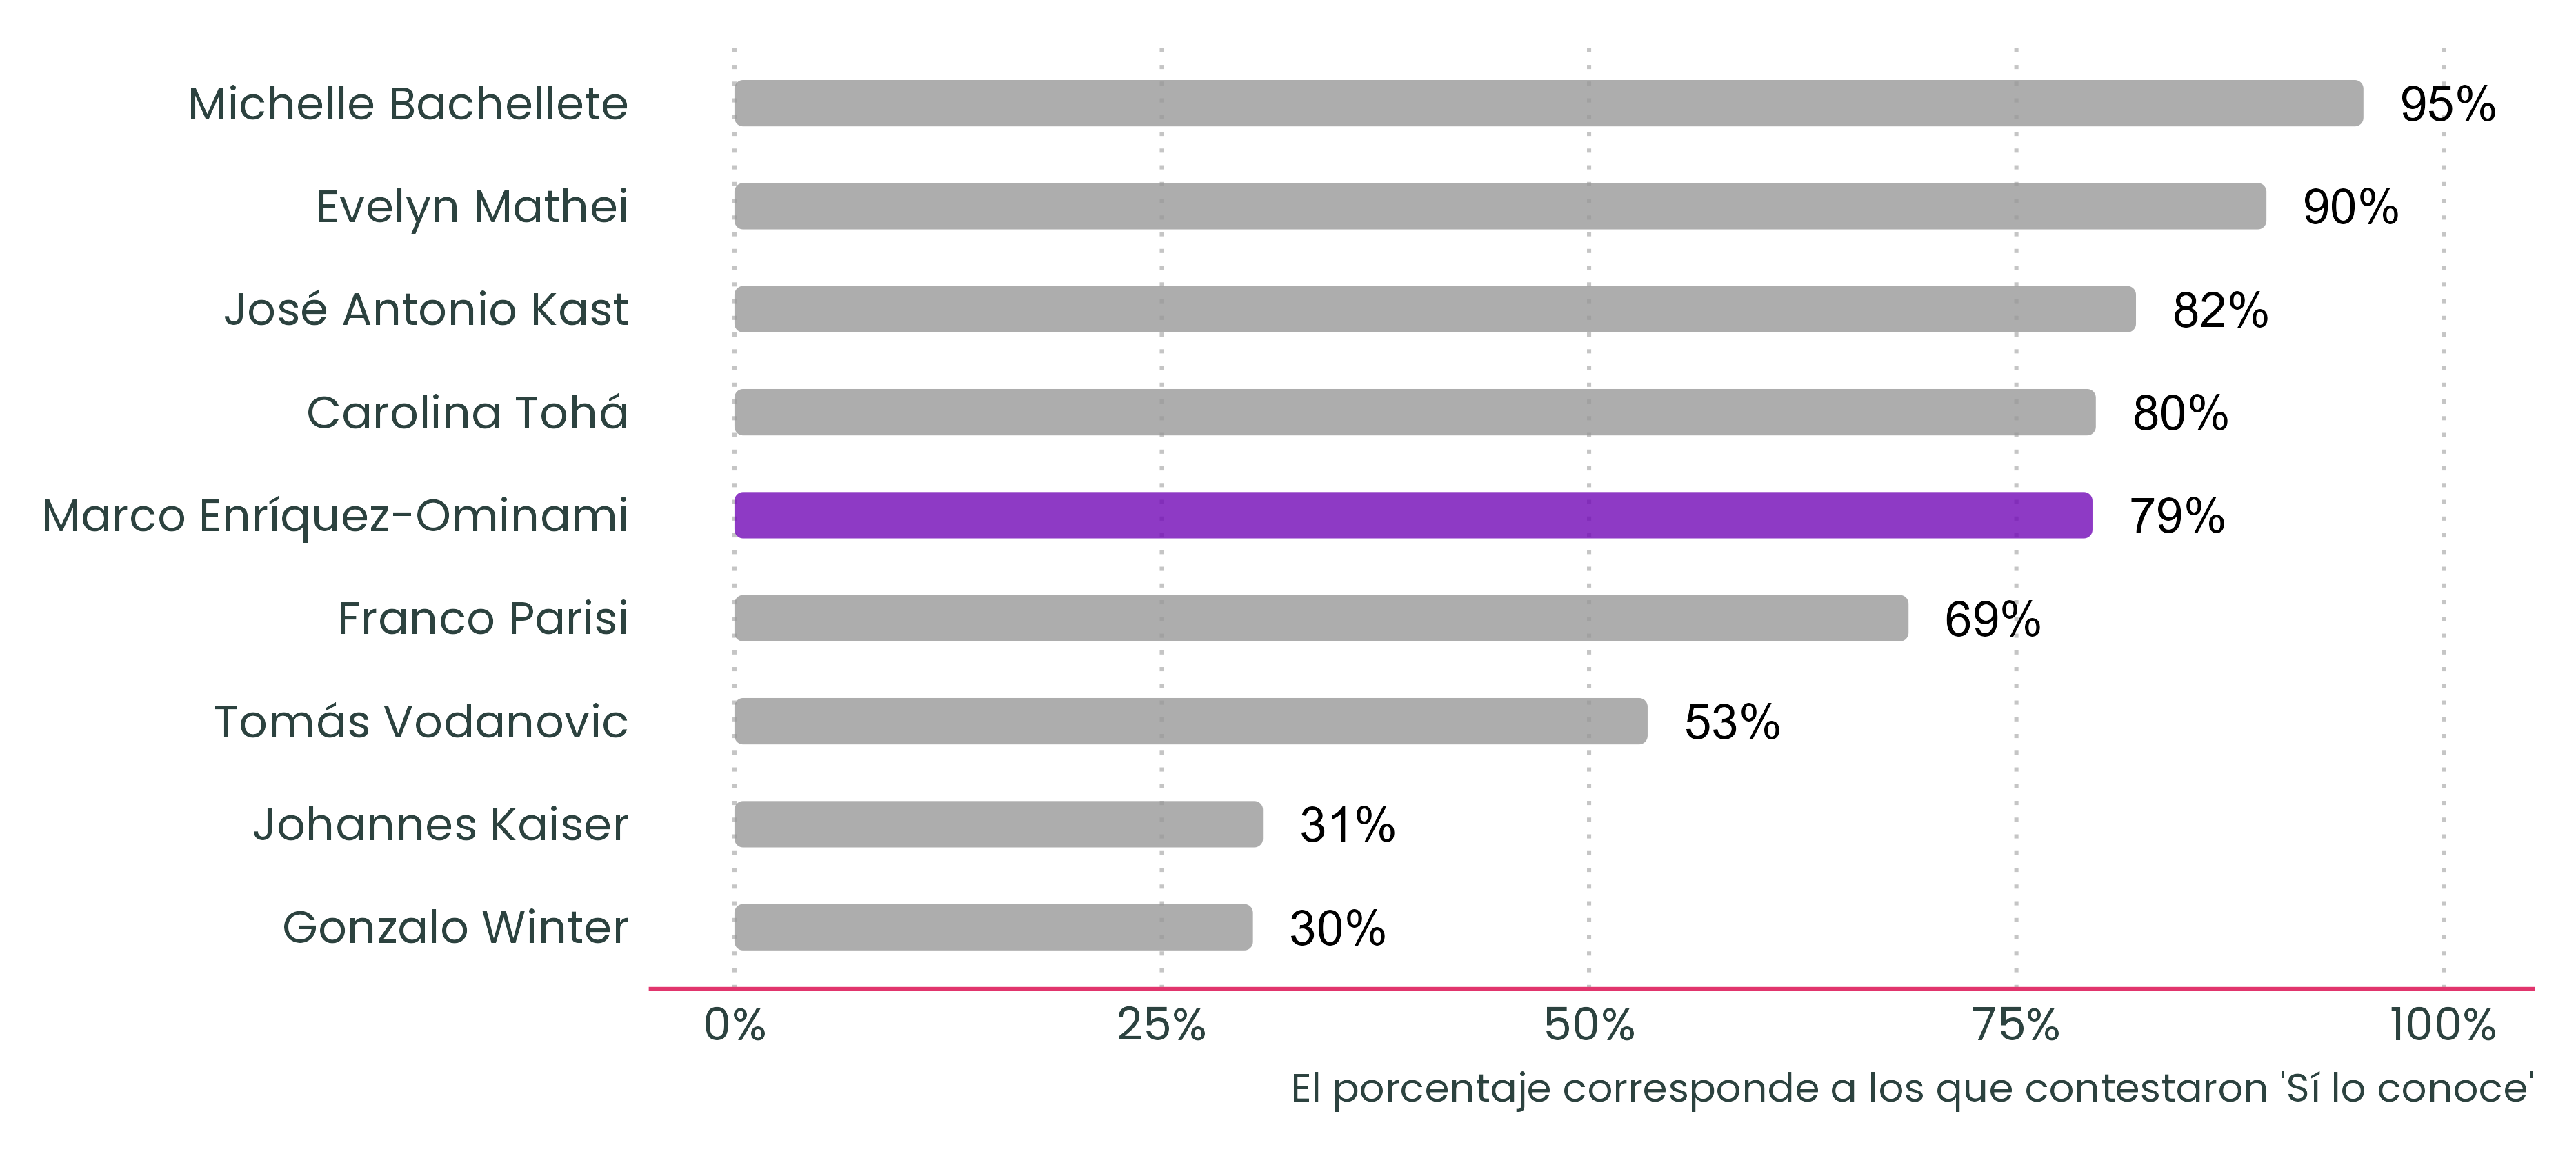 Michelle Bachellete 95%
Evelyn Mathei 90%
José Antonio Kast 82%
Carolina Tohá 80%
Marco Enríquez-Ominami 79%
Franco Parisi 69%
Tomás Vodanovic 53%
Johannes Kaiser 31%
Gonzalo Winter 30%
0% 25% 50% 75% 100%
El porcentaje corresponde a los que contestaron 'Sí lo conoce'